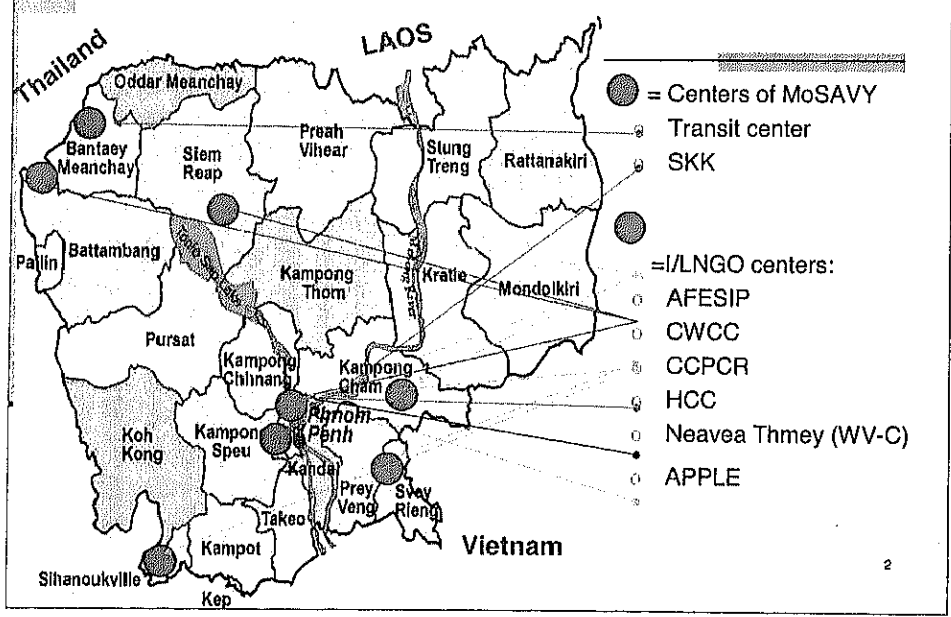 LAOS
Thailand
Oddar Meanchay
= Centers of MoSAVY
Transit center
SKK
Bantaey
Meanchay
Siem
Reap
Preah
Vihear
Stung
Treng
Rattanakiri
Pailin
Battambang
Kampong
Thom
Kratie
Mondolkiri
=I/LNGO centers:
AFESIP
CWCC
CCPCR
HCC
Neavea Thmey (WV-C)
APPLE
Pursat
Kampong
Chinnang
Kampong
Cham
Phnom
Penh
Koh
Kong
Kampon
Speu
Kandal
Prey
Veng
Svay
Rieng
Takeo
Kampot
Sihanoukville
Kep
Vietnam
2